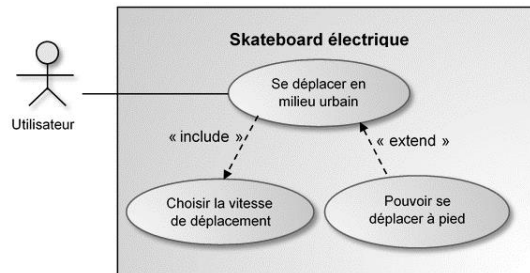 Skateboard électrique
Se déplacer en
milieu urbain
Utilisateur
« include »
« extend »
Choisir la vitesse
de déplacement
Pouvoir se
déplacer à pied